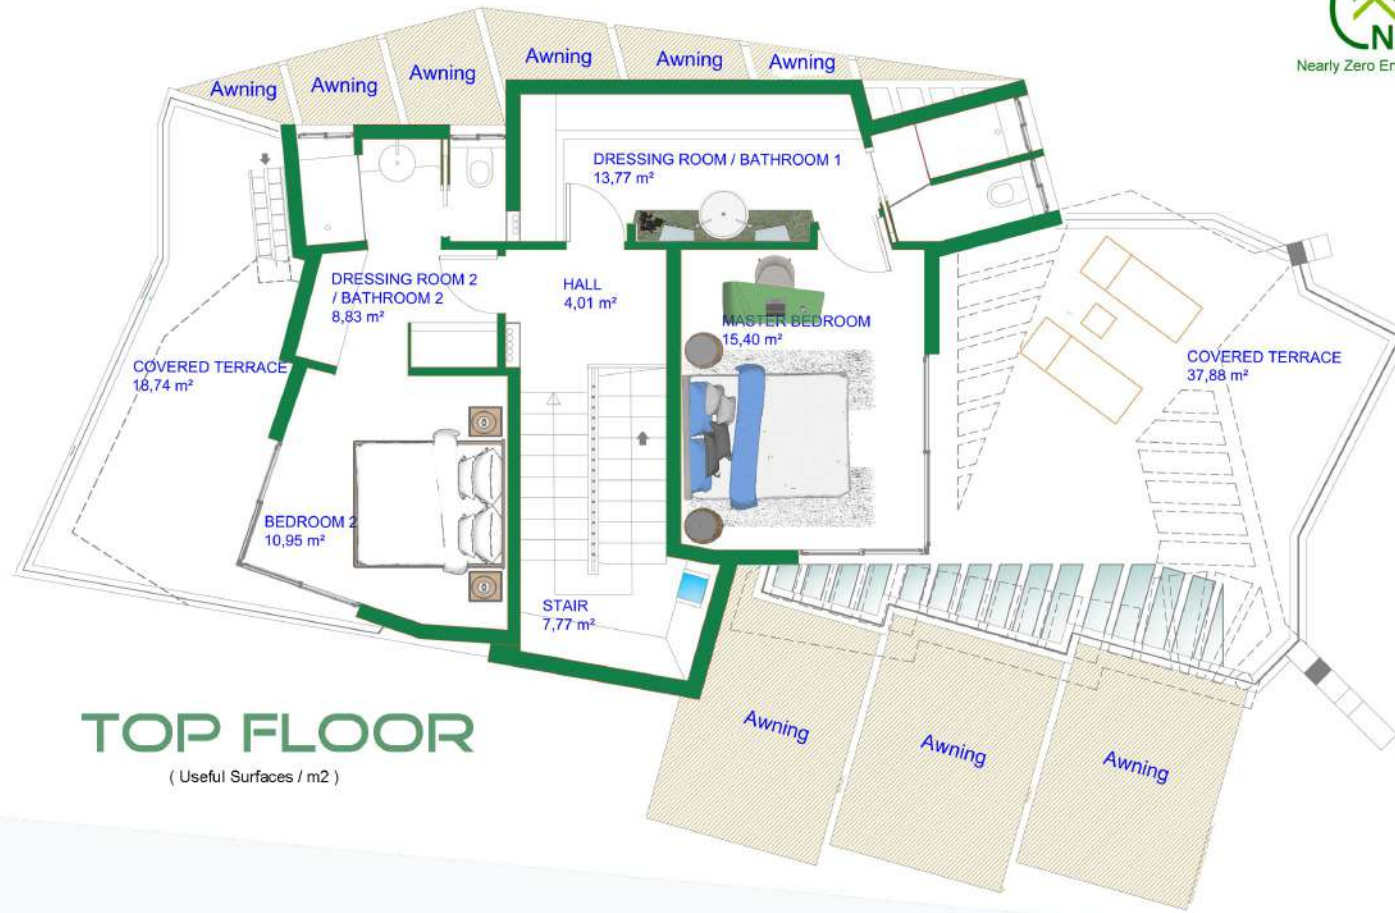 N
Nearly Zero En
Awning
Awning
Awning
Awning
Awning
Awning
DRESSING ROOM / BATHROOM 1
13,77 m²
DRESSING ROOM 2
/ BATHROOM 2
8,83 m²
HALL
4,01 m²
MASTER BEDROOM
15,40 m²
COVERED TERRACE
18,74 m²
COVERED TERRACE
37,88 m²
BEDROOM 2
10,95 m²
STAIR
7,77 m²
Awning
Awning
Awning
TOP FLOOR
( Useful Surfaces / m2 )